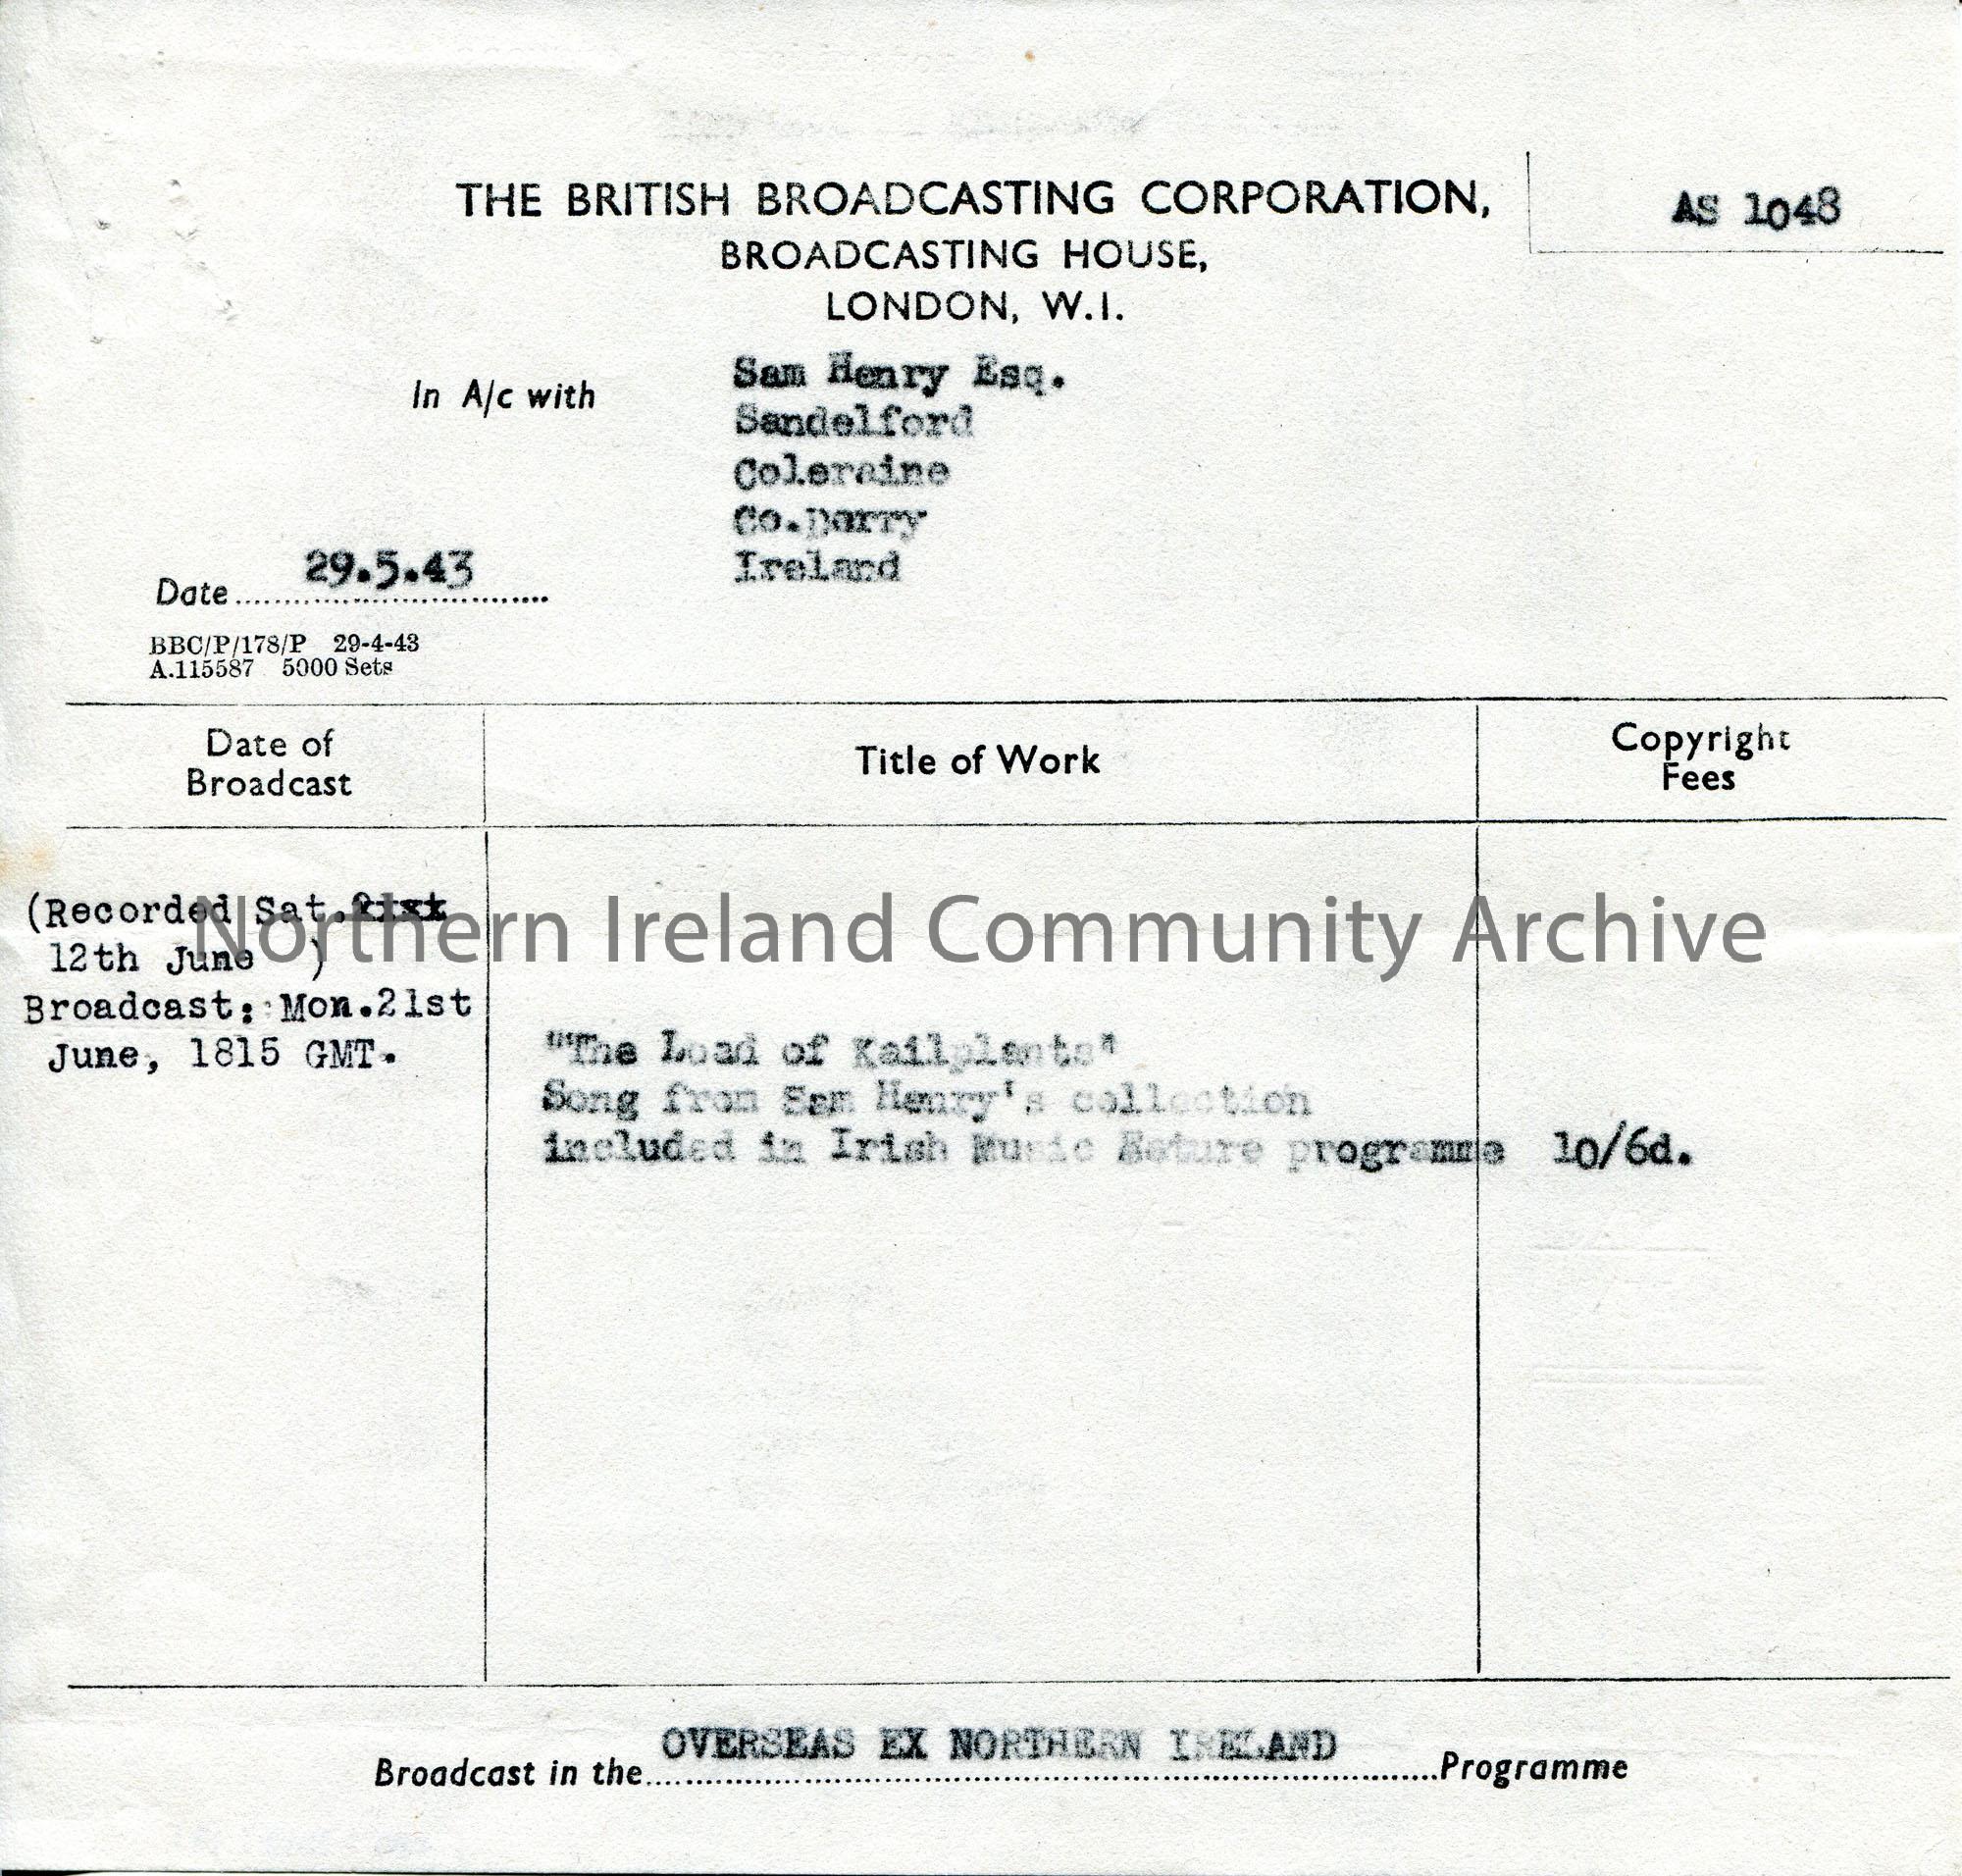 THE BRITISH BROADCASTING CORPORATION,
AS 1048
BROADCASTING HOUSE,
LONDON, W.1.
In A/c with
Sam Henry Esq.
Sandelford
Coleraine
Co.Derry
Ireland
Date 29.5.43
BBC/P/178/P 29-4-43
A.115587 5000 Sets
Date of
Broadcast
Title of Work
Copyright
Fees
(Recorded Sat.
12th June )
Broadcast: Mon.21st
June, 1815 GMT.
"The Load of Kailplants"
Song from Sam Henry's collection
included in Irish Music programme 10/6d.
Northern Ireland Community Archive
Broadcast in the OVERSEAS EX NORTHERN IRELAND Programme